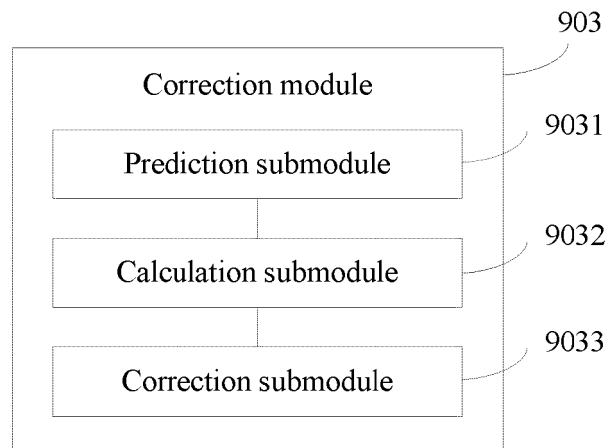 903
Correction module
9031
Prediction submodule
9032
Calculation submodule
9033
Correction submodule